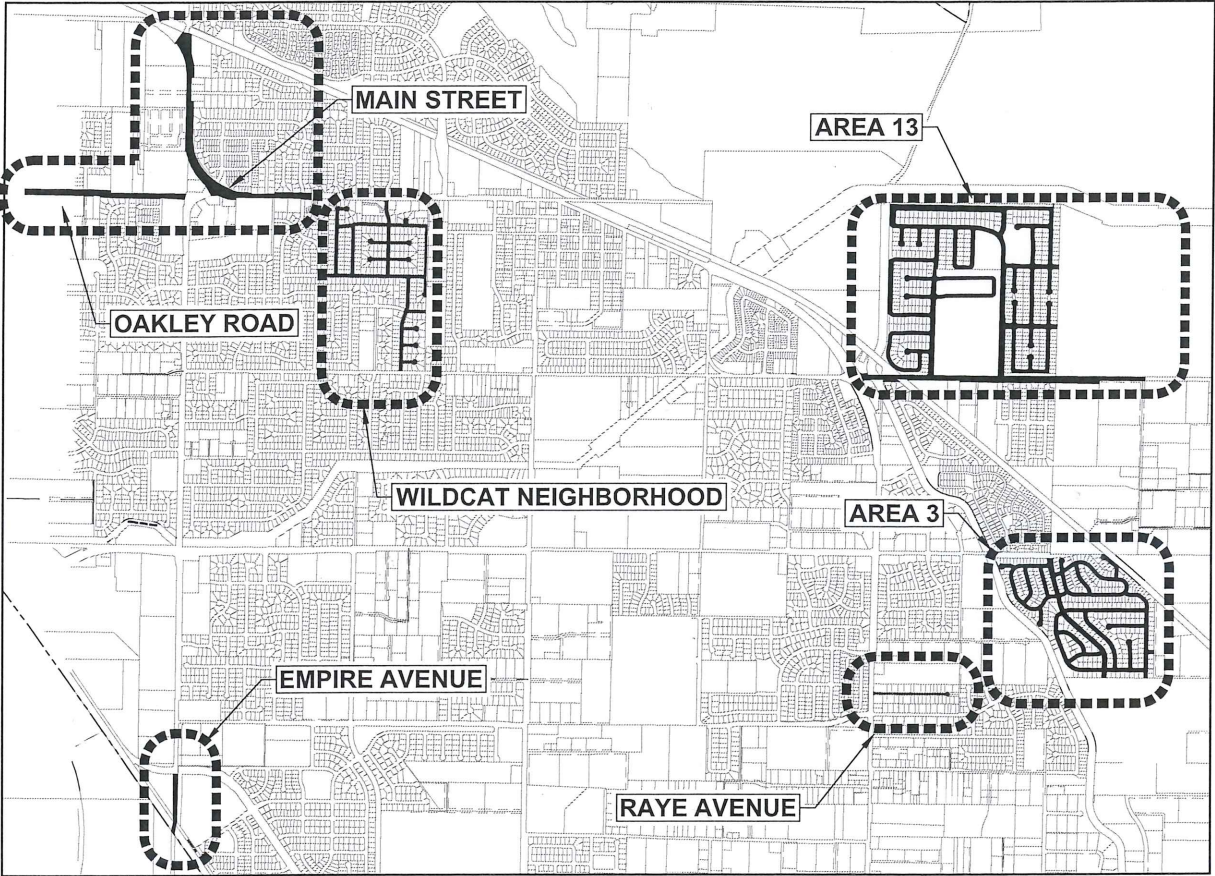 MAIN STREET
AREA 13
OAKLEY ROAD
WILDCAT NEIGHBORHOOD
AREA 3
EMPIRE AVENUE
RAYE AVENUE